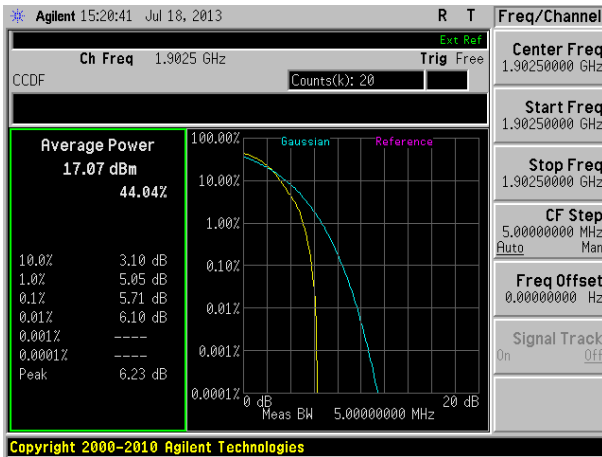 Agilent 15:20:41 Jul 18, 2013 R T
Ext Ref
Ch Freq 1.9025 GHz Trig Free
CCDF Counts(k): 20
Average Power
17.07 dBm
44.04%
10.0% 3.10 dB
1.0% 5.05 dB
0.1% 5.71 dB
0.01% 6.10 dB
0.001% ----
0.0001% ----
Peak 6.23 dB
Gaussian Reference
100.00%
10.00%
1.00%
0.10%
0.01%
0.001%
0.0001%
0 dB 20 dB
Meas BW 5.00000000 MHz
Freq/Channel
Center Freq
1.90250000 GHz
Start Freq
1.90250000 GHz
Stop Freq
1.90250000 GHz
CF Step
5.00000000 MHz
Auto Man
Freq Offset
0.00000000 Hz
Signal Track
On Off
Copyright 2000-2010 Agilent Technologies